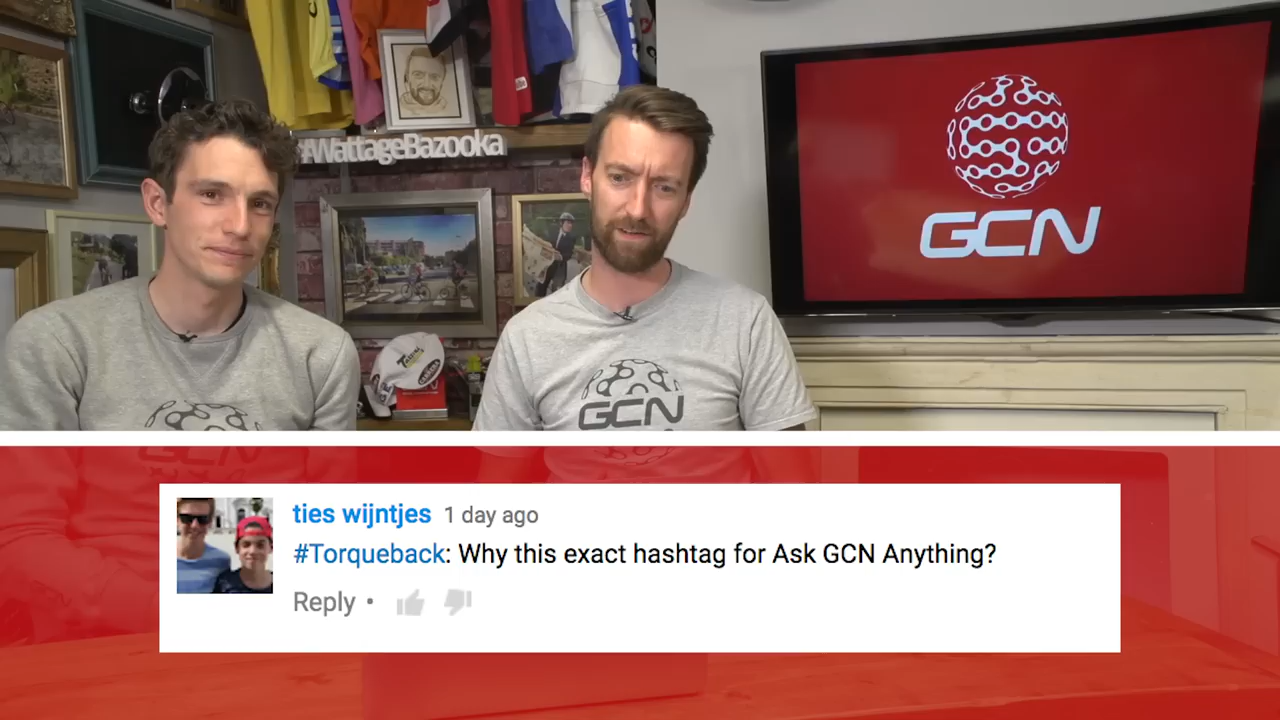 #WattageBazooka
GCN
GCN
ties wijntjes 1 day ago
#Torqueback: Why this exact hashtag for Ask GCN Anything?
Reply •